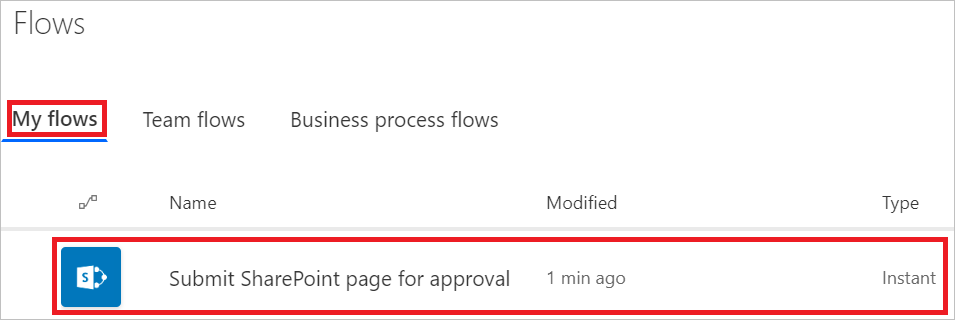 Flows
My flows Team flows Business process flows
Name Modified Type
S Submit SharePoint page for approval 1 min ago Instant